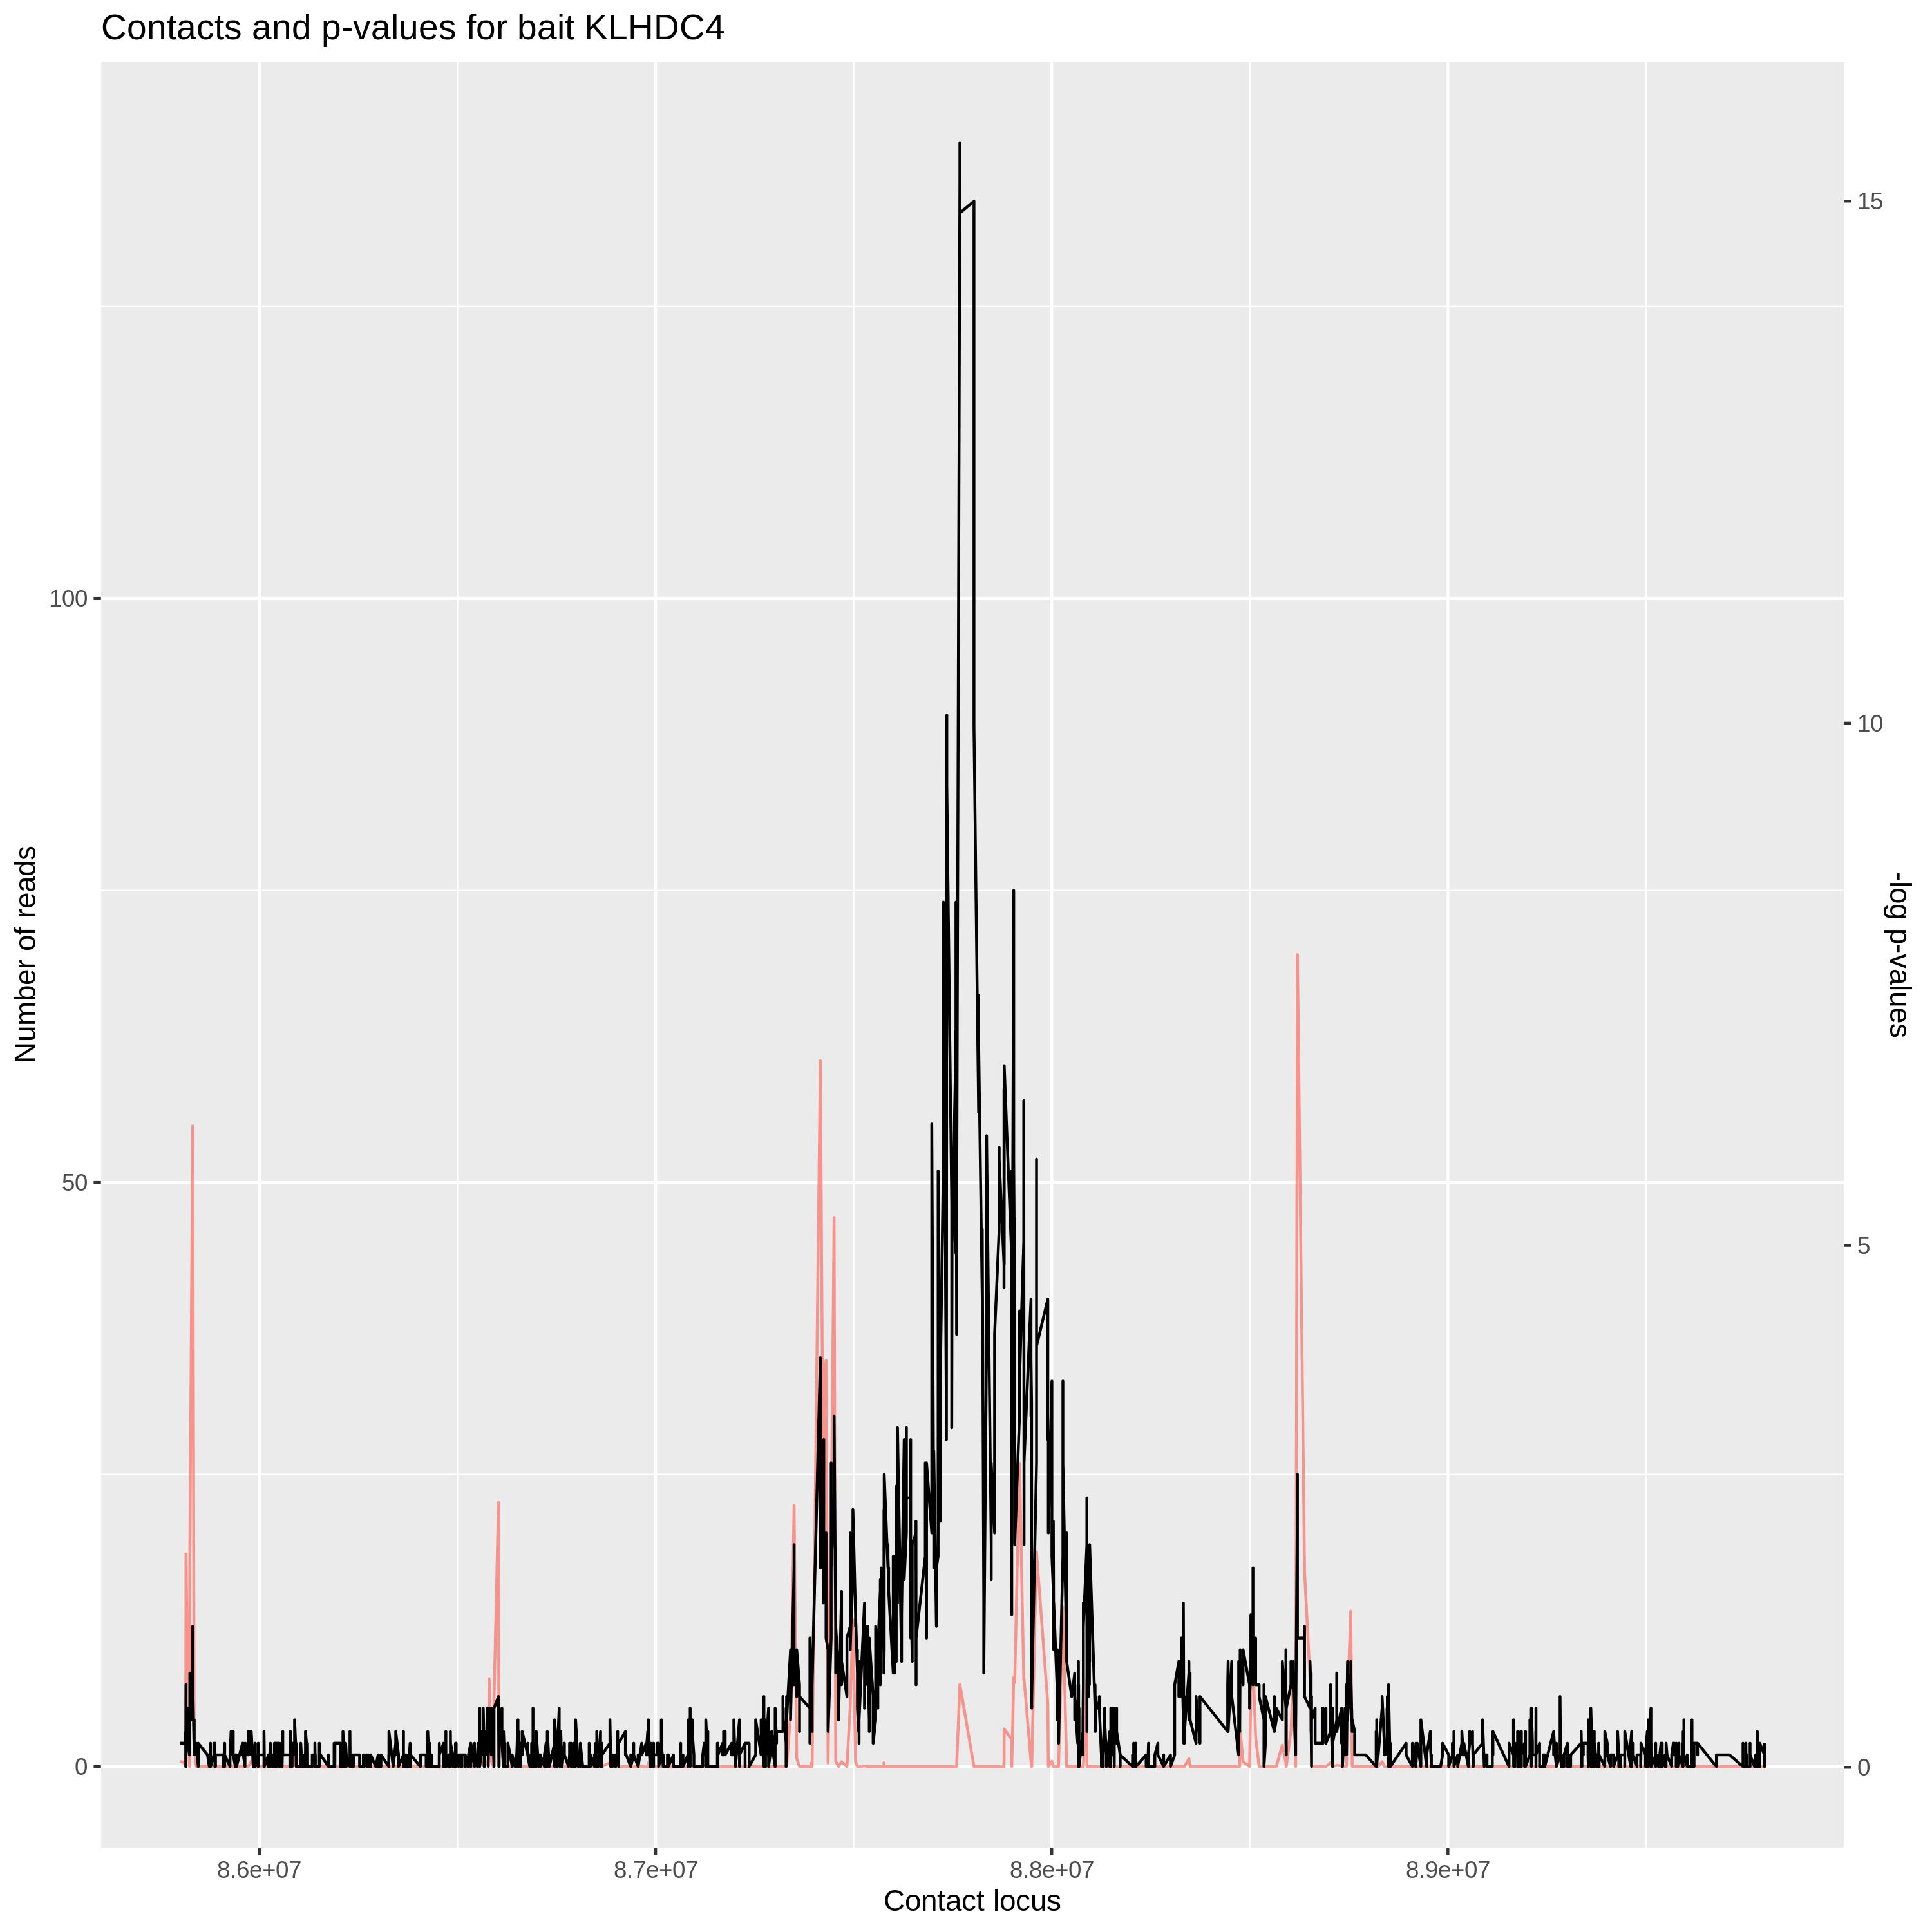 Contacts and p-values for bait KLHDC4
Number of reads
100
50
0
15
10
5
0
-log p-values
8.6e+07
8.7e+07
8.8e+07
8.9e+07
Contact locus